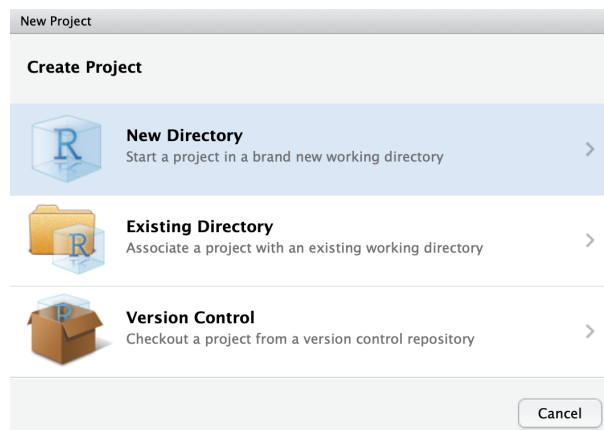 New Project
Create Project
R
New Directory
Start a project in a brand new working directory
R
Existing Directory
Associate a project with an existing working directory
R
Version Control
Checkout a project from a version control repository
Cancel